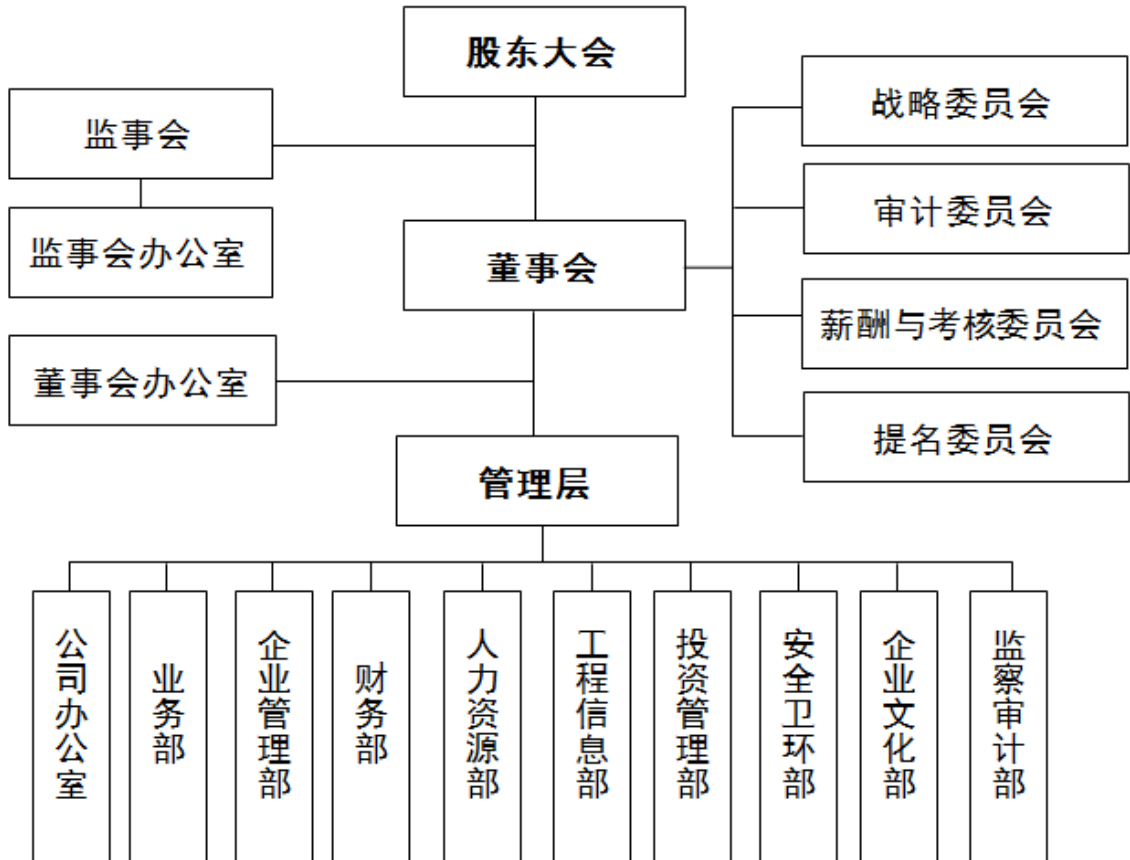 股东大会
监事会
战略委员会
审计委员会
监事会办公室
董事会
薪酬与考核委员会
董事会办公室
提名委员会
管理层
公司办公室
业务部
企业管理部
财务部
人力资源部
工程信息部
投资管理部
安全卫环部
企业文化部
监察审计部